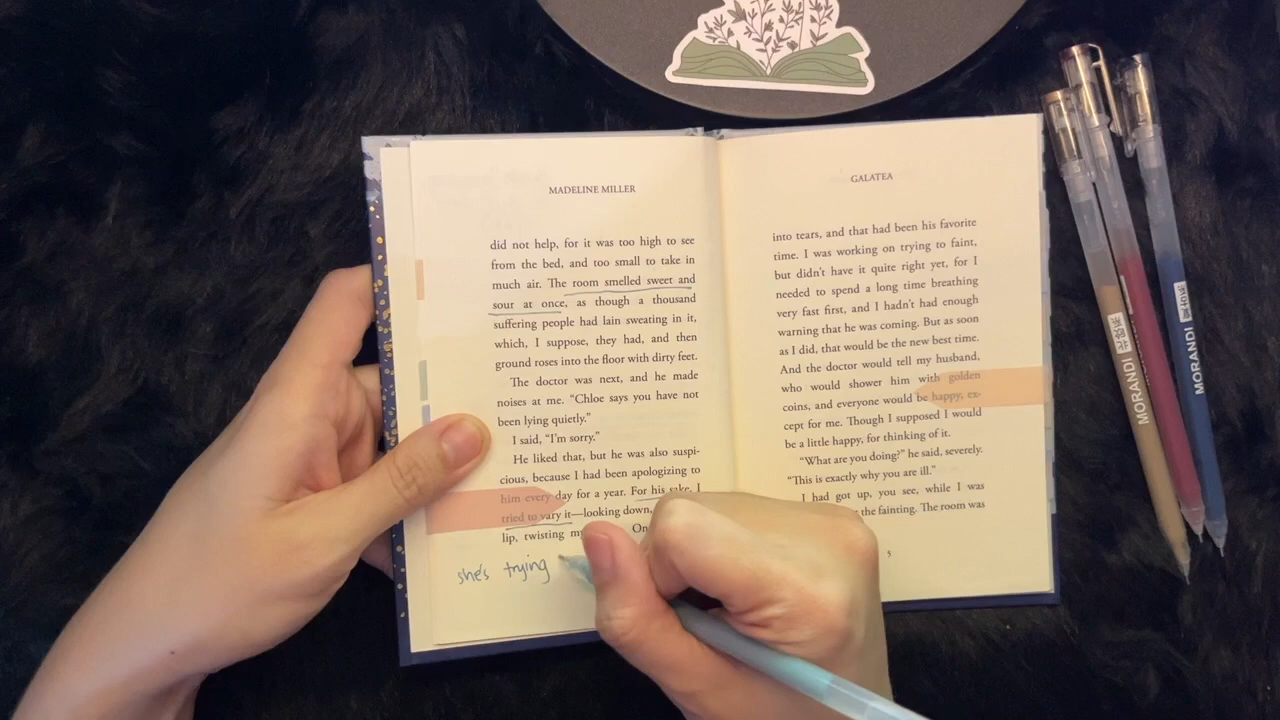 MADELINE MILLER
did not help, for it was too high to see
from the bed, and too small to take in
much air. The room smelled sweet and
sour at once, as though a thousand
suffering people had lain sweating in it,
which, I suppose, they had, and then
ground roses into the floor with dirty feet.
The doctor was next, and he made
noises at me. “Chloe says you have not
been lying quietly.”
I said, “I’m sorry.”
He liked that, but he was also suspi-
cious, because I had been apologizing to
him every day for a year. For his sake, I
tried to vary it—looking down,
lip, twisting
she's trying
GALATEA
into tears, and that had been his favorite
time. I was working on trying to faint,
but didn’t have it quite right yet, for I
needed to spend a long time breathing
very fast first, and I hadn’t had enough
warning that he was coming. But as soon
as I did, that would be the new best time.
And the doctor would tell my husband,
who would shower him with golden
coins, and everyone would be happy, ex-
cept for me. Though I supposed I would
be a little happy, for thinking of it.
“What are you doing?” he said, severely.
“This is exactly why you are ill.”
I had got up, you see, while I was
the fainting. The room was
5
MORANDI
MORANDI